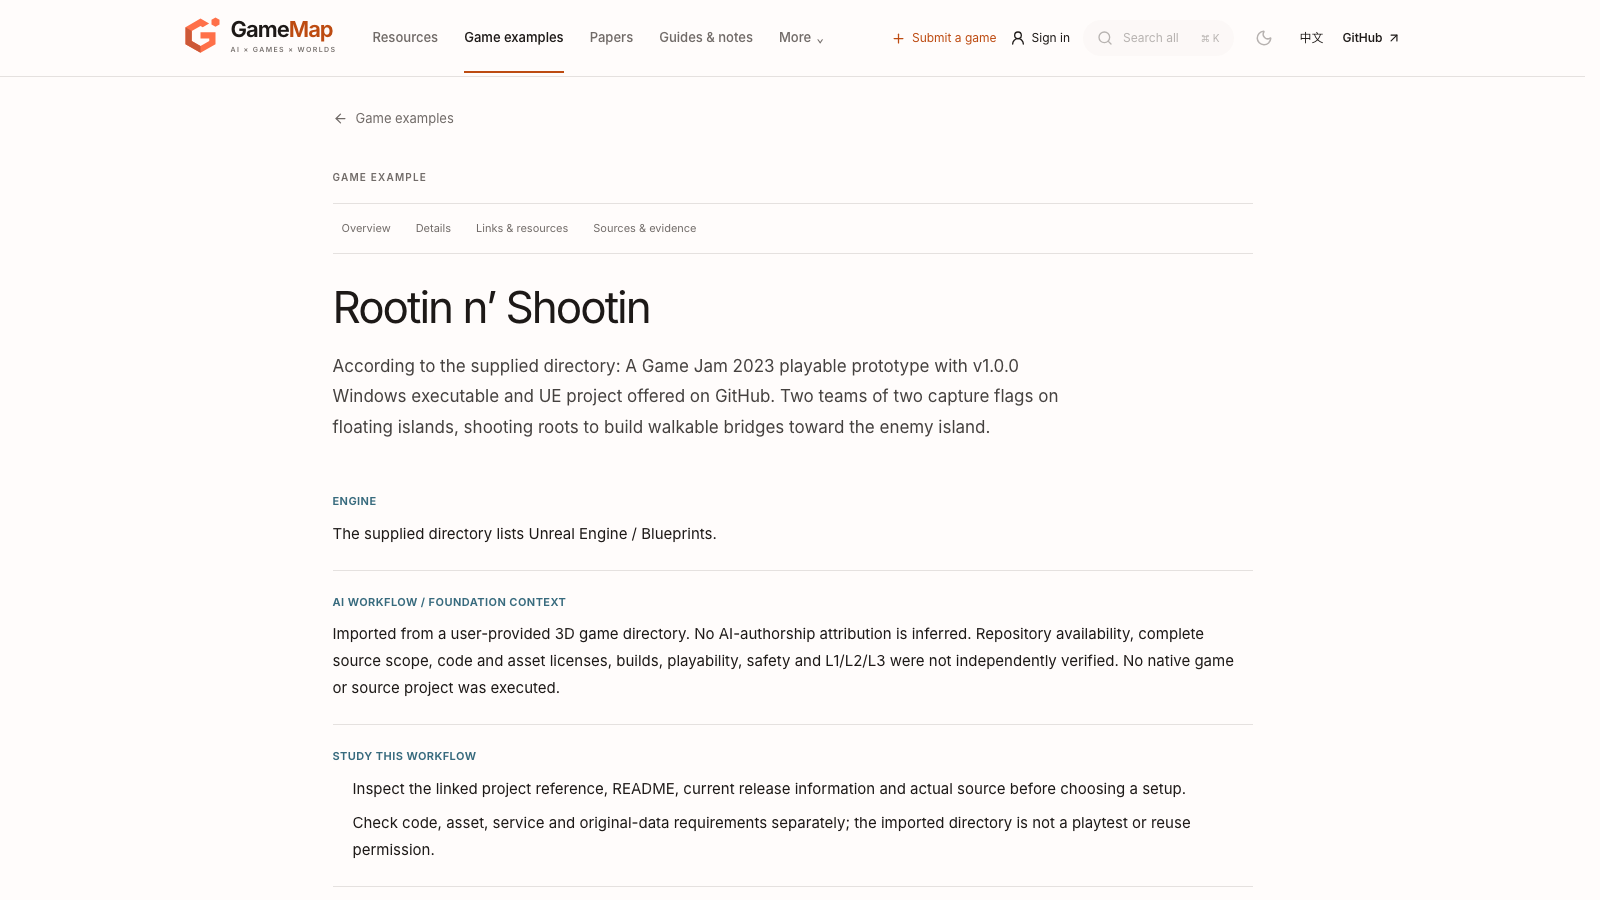 GameMap
AI × GAMES × WORLDS
Resources
Game examples
Papers
Guides & notes
More
Submit a game
Sign in
Search all
⌘ K
中文
GitHub
Game examples
GAME EXAMPLE
Overview
Details
Links & resources
Sources & evidence
Rootin n’ Shootin
According to the supplied directory: A Game Jam 2023 playable prototype with v1.0.0
Windows executable and UE project offered on GitHub. Two teams of two capture flags on
floating islands, shooting roots to build walkable bridges toward the enemy island.
ENGINE
The supplied directory lists Unreal Engine / Blueprints.
AI WORKFLOW / FOUNDATION CONTEXT
Imported from a user-provided 3D game directory. No AI-authorship attribution is inferred. Repository availability, complete
source scope, code and asset licenses, builds, playability, safety and L1/L2/L3 were not independently verified. No native game
or source project was executed.
STUDY THIS WORKFLOW
Inspect the linked project reference, README, current release information and actual source before choosing a setup.
Check code, asset, service and original-data requirements separately; the imported directory is not a playtest or reuse
permission.